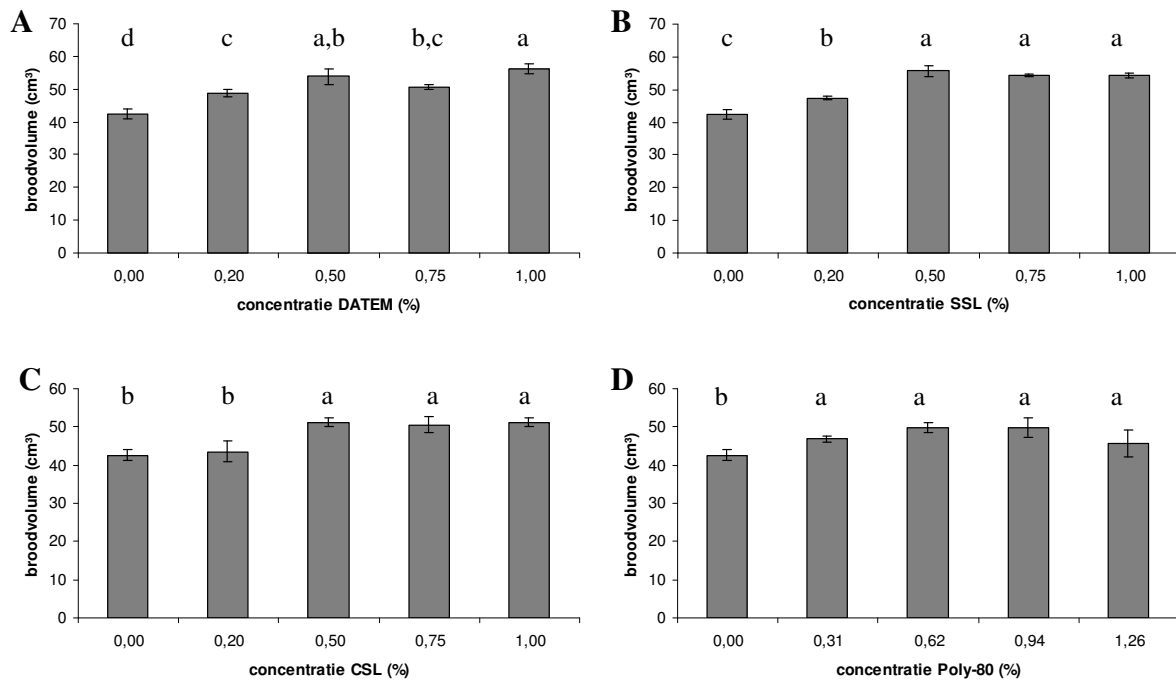 A
70
60
50
40
30
20
10
0
broodvolume (cm³)
d c a,b b,c a
0,00 0,20 0,50 0,75 1,00
concentratie DATEM (%)
B
70
60
50
40
30
20
10
0
broodvolume (cm³)
c b a a a
0,00 0,20 0,50 0,75 1,00
concentratie SSL (%)
C
60
50
40
30
20
10
0
broodvolume (cm³)
b b a a a
0,00 0,20 0,50 0,75 1,00
concentratie CSL (%)
D
60
50
40
30
20
10
0
broodvolume (cm³)
b a a a a
0,00 0,31 0,62 0,94 1,26
concentratie Poly-80 (%)